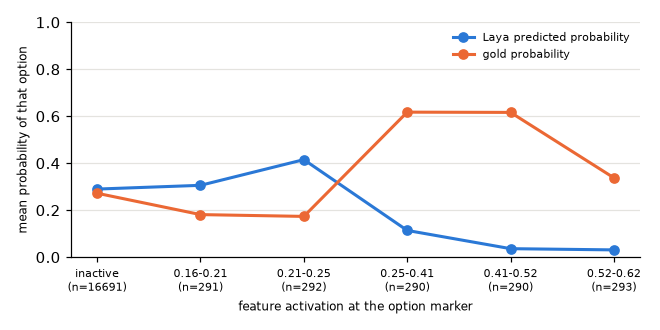 1.0
0.8
0.6
0.4
0.2
0.0
mean probability of that option
Laya predicted probability
gold probability
inactive
(n=16691)
0.16-0.21
(n=291)
0.21-0.25
(n=292)
0.25-0.41
(n=290)
0.41-0.52
(n=290)
0.52-0.62
(n=293)
feature activation at the option marker